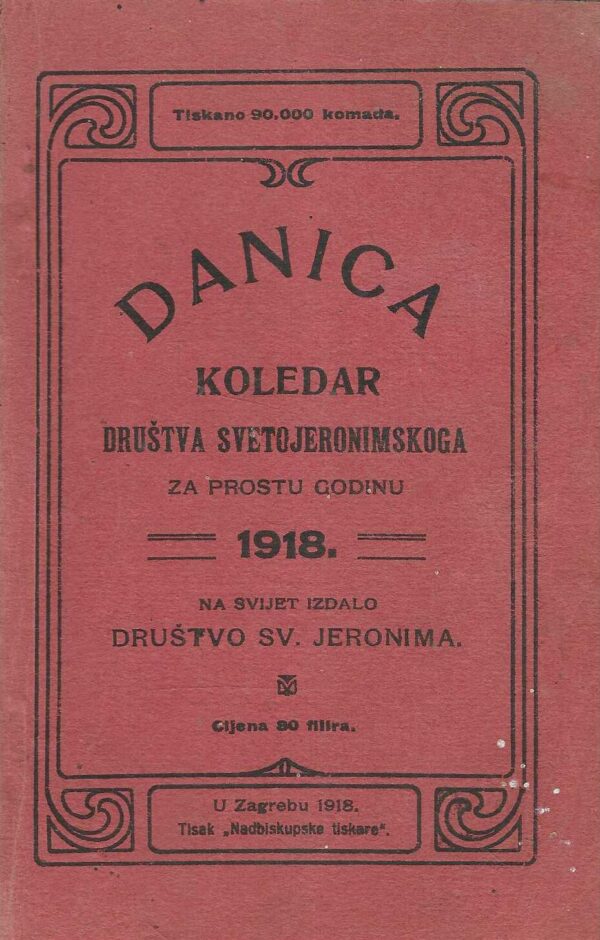 Tiskano 90.000 komada.
DANICA
KOLEDAR
DRUŠTVA SVETOJERONIMSKOGA
ZA PROSTU GODINU
1918.
NA SVIJET IZDALO
DRUŠTVO SV. JERONIMA.
Cijena 80 filira.
U Zagrebu 1918.
Tisak „Nadbiskupske tiskare".